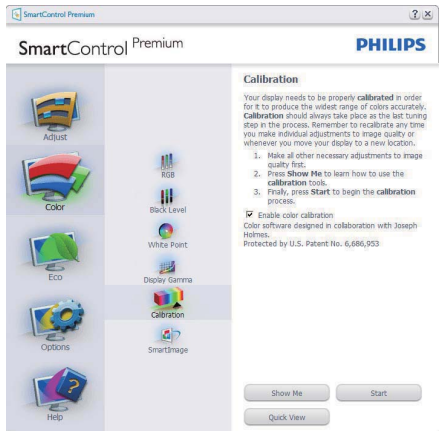 SmartControl Premium
SmartControl Premium
PHILIPS
Adjust
Color
Eco
Options
Help
RGB
Black Level
White Point
Display Gamma
Calibration
SmartImage
Calibration
Your display needs to be properly calibrated in order
for it to produce the widest range of colors accurately.
Calibration should always take place as the last tuning
step in the process. Remember to recalibrate any time
you make individual adjustments to image quality or
whenever you move your display to a new location.
1. Make all other necessary adjustments to image
quality first.
2. Press Show Me to learn how to use the
calibration tools.
3. Finally, press Start to begin the calibration
process.
Enable color calibration
Color software designed in collaboration with Joseph
Holmes.
Protected by U.S. Patent No. 6,686,953
Show Me
Start
Quick View